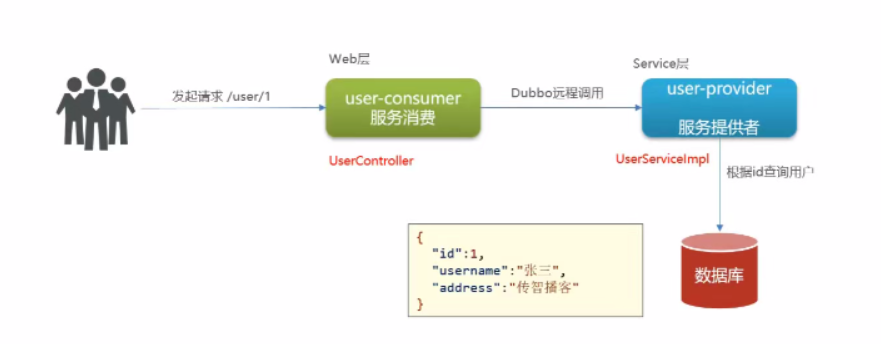 Web层
Service层
发起请求 /user/1
user-consumer
服务消费
Dubbo远程调用
user-provider
服务提供者
UserController
UserServiceImpl
根据id查询用户
{
"id":1,
"username":"张三",
"address":"传智播客"
}
数据库